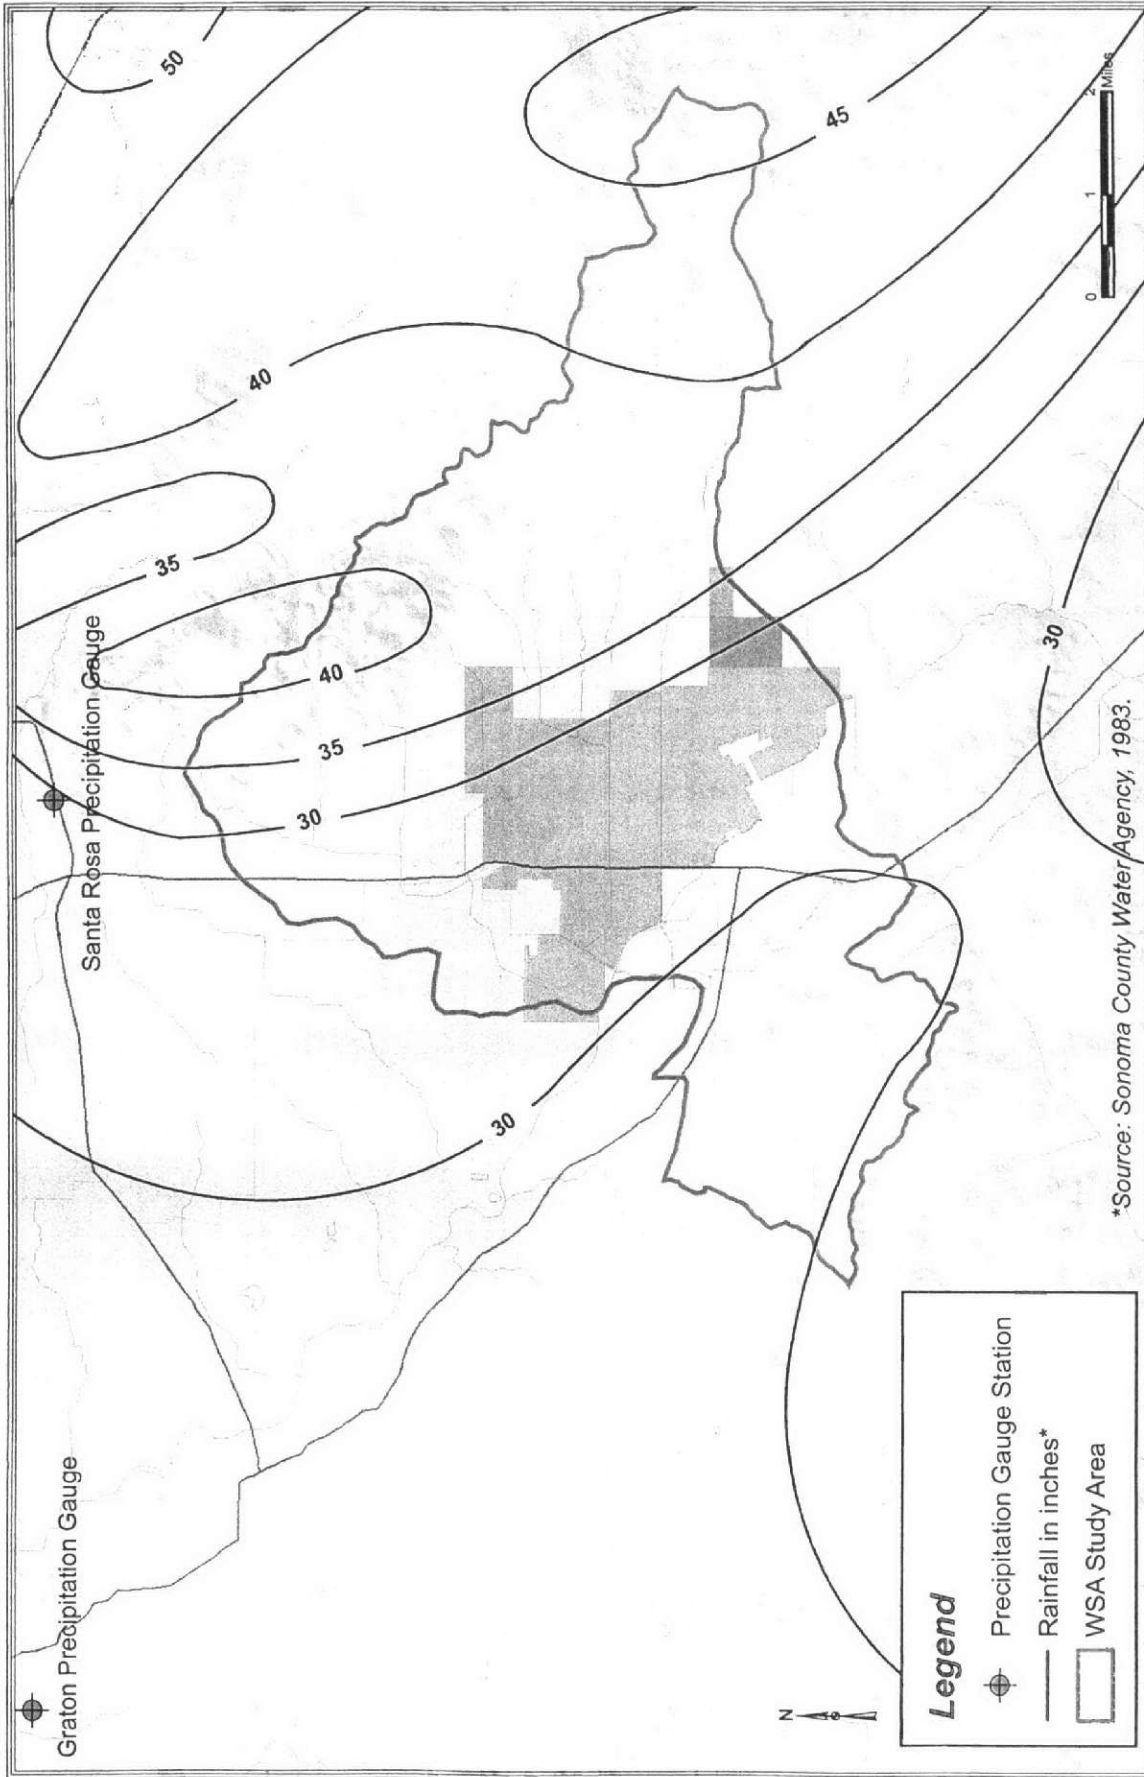 Graton Precipitation Gauge
Santa Rosa Precipitation Gauge
50
40
35
40
35
30
30
45
30
N
0 1 2
Miles
Legend
Precipitation Gauge Station
Rainfall in inches*
WSA Study Area
*Source: Sonoma County Water Agency, 1983.